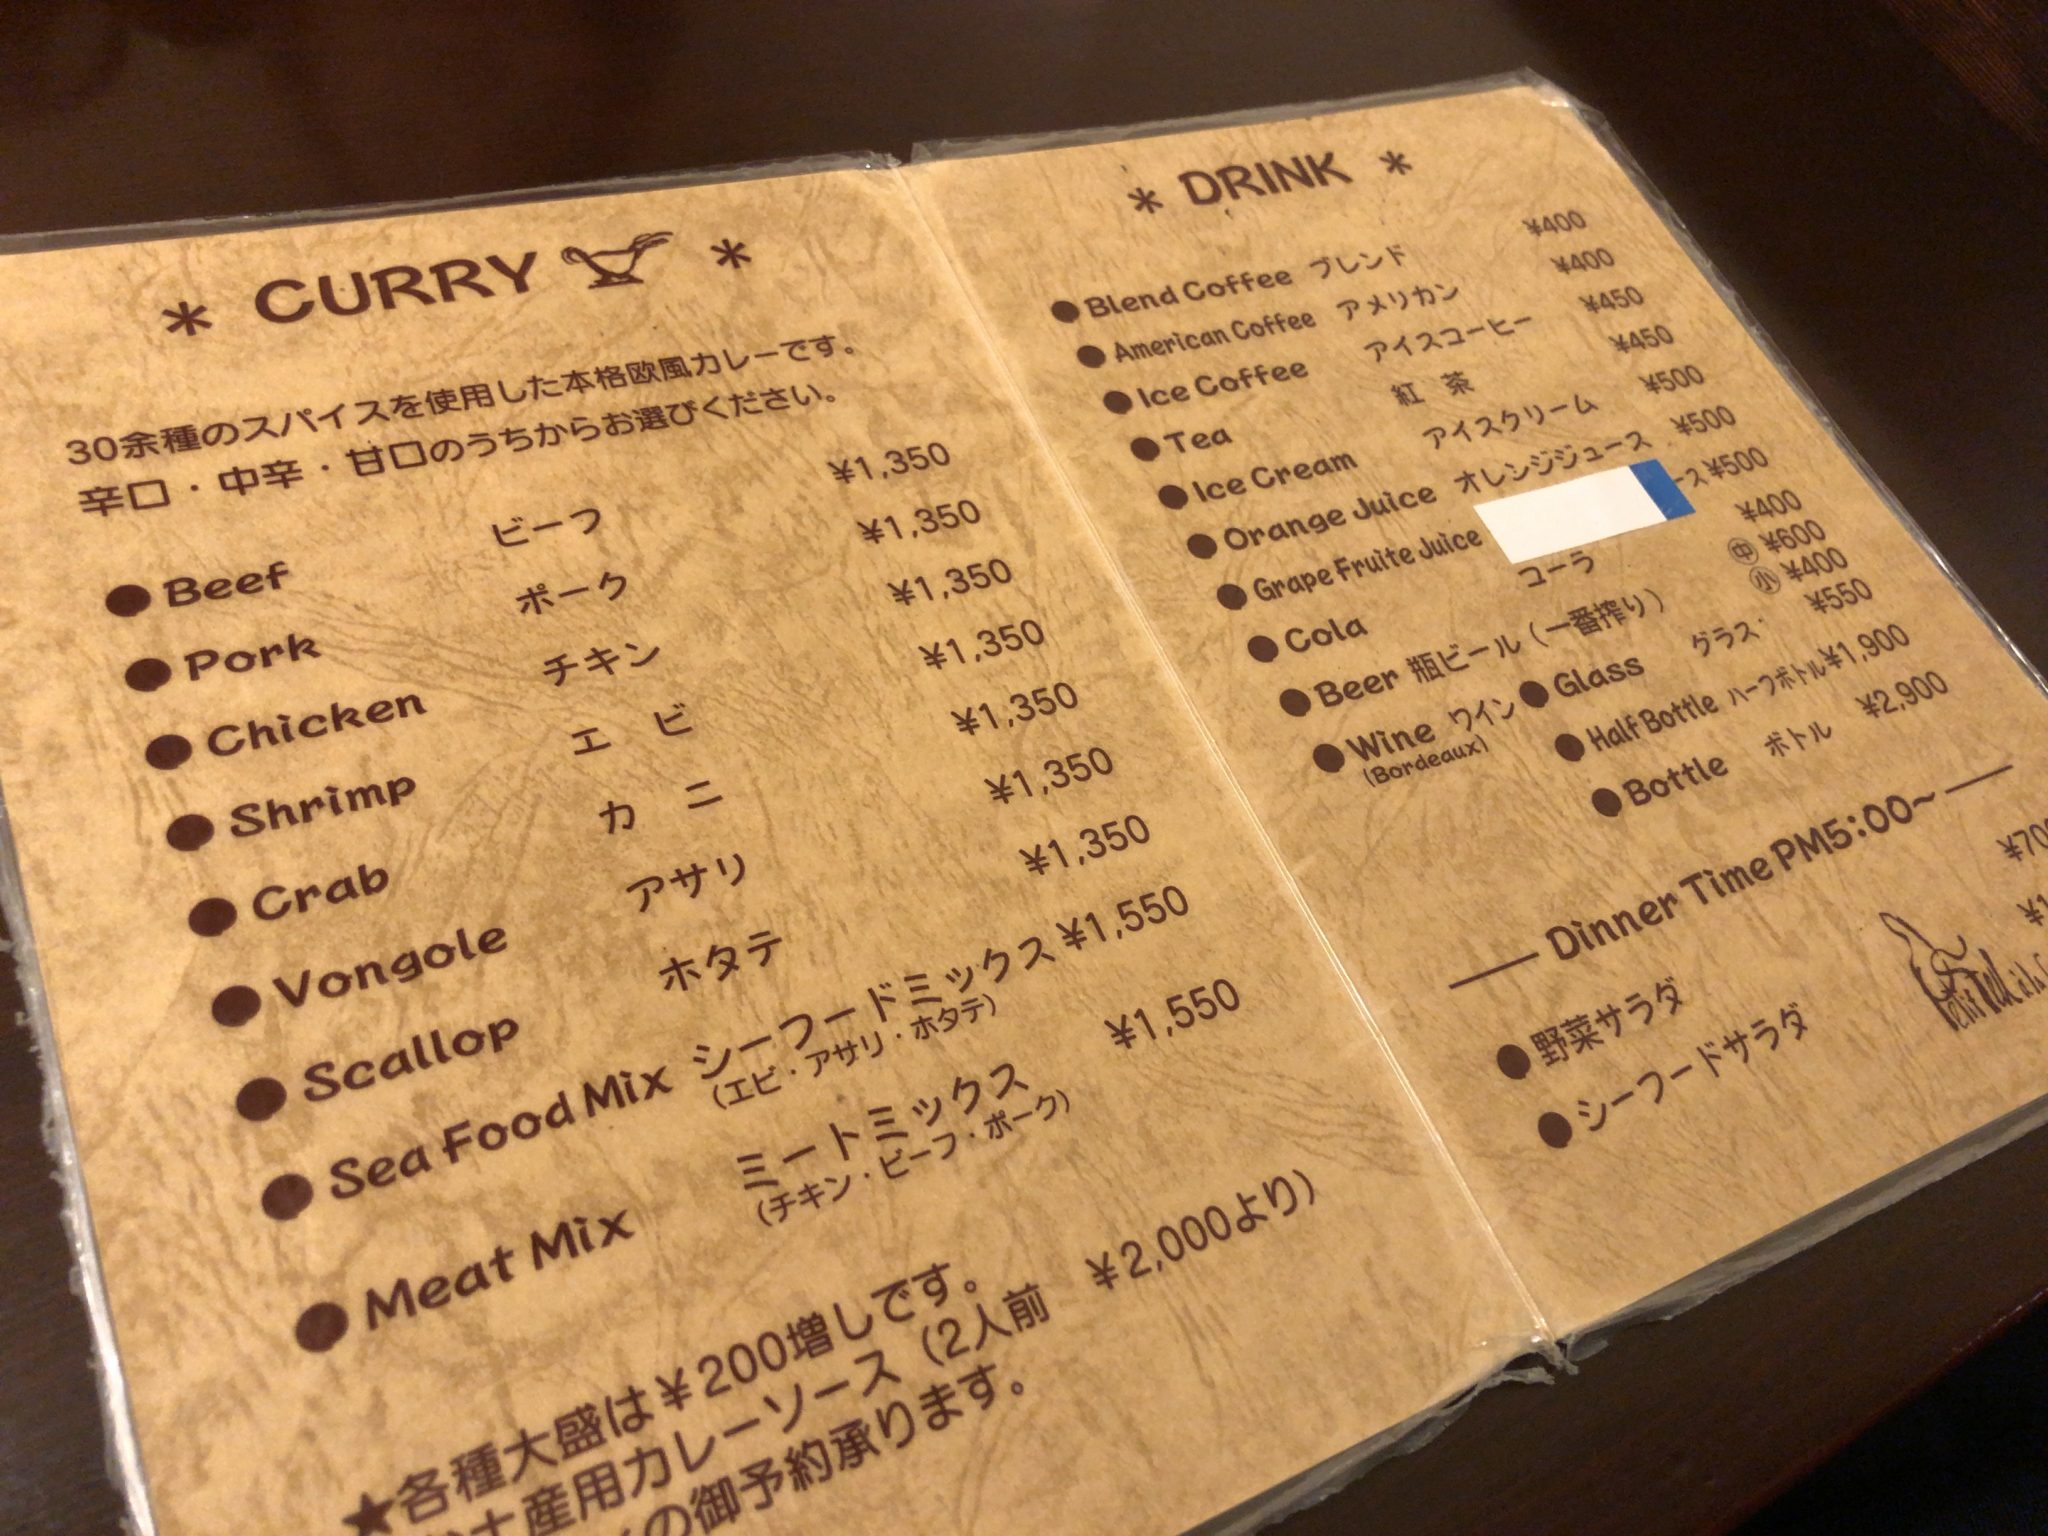 * CURRY *
30余種のスパイスを使用した本格欧風カレーです。
辛口・中辛・甘口のうちからお選びください。
●Beef ビーフ ¥1,350
●Pork ポーク ¥1,350
●Chicken チキン ¥1,350
●Shrimp エビ ¥1,350
●Crab カニ ¥1,350
●Vongole アサリ ¥1,350
●Scallop ホタテ ¥1,350
●Sea Food Mix シーフードミックス ¥1,550
(エビ・アサリ・ホタテ)
●Meat Mix ミートミックス ¥1,550
(チキン・ビーフ・ポーク)
★各種大盛は¥200増しです。
土産用カレーソース(2人前 ¥2,000より)
の御予約承ります。
* DRINK *
●Blend Coffee ブレンド ¥400
●American Coffee アメリカン ¥400
●Ice Coffee アイスコーヒー ¥450
●Tea 紅茶 ¥450
●Ice Cream アイスクリーム ¥500
●Orange Juice オレンジジュース ¥500
●Grape Fruite Juice ース ¥500
●Cola コーラ ¥400
●Beer 瓶ビール(一番搾り) ㊥ ¥600
㊦小 ¥400
●Wine ワイン ●Glass グラス ¥550
(Bordeaux) ●Half Bottle ハーフボトル ¥1,900
●Bottle ボトル ¥2,900
Dinner Time PM5:00~
●野菜サラダ ¥70
●シーフードサラダ ¥1